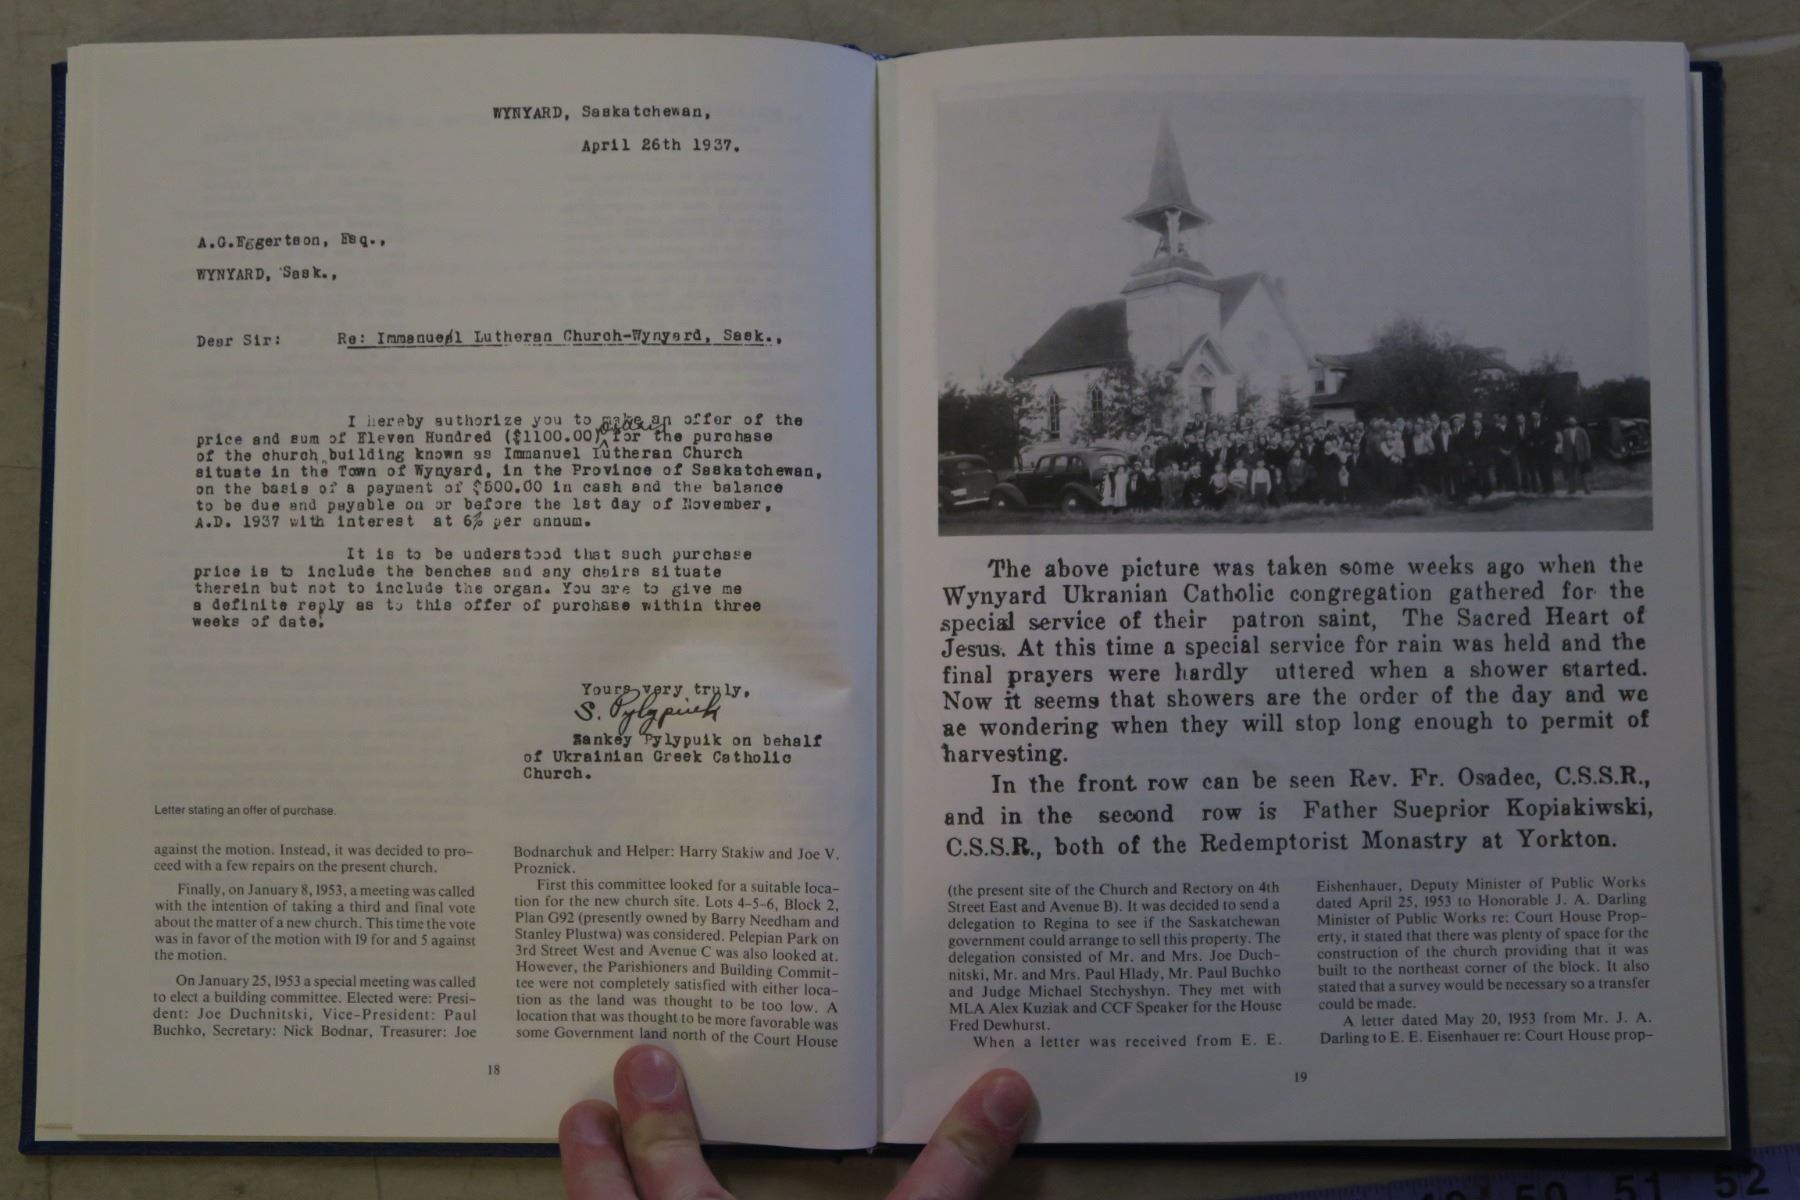 WYNYARD, Saskatchewan,
April 26th 1937.
A.G.Eggertson, Esq.,
WYNYARD, Sask.,
Dear Sir: Re: Immanuel Lutheran Church-Wynyard, Sask.,
I hereby authorize you to make an offer of the
price and sum of Eleven Hundred ($1100.00) for the purchase
of the church building known as Immanuel Lutheran Church
situate in the Town of Wynyard, in the Province of Saskatchewan,
on the basis of a payment of $500.00 in cash and the balance
to be due and payable on or before the 1st day of November,
A.D. 1937 with interest at 6% per annum.
It is to be understood that such purchase
price is to include the benches and any chairs situate
therein but not to include the organ. You are to give me
a definite reply as to this offer of purchase within three
weeks of date.
Yours very truly,
S. Pylypuik
Sankey Pylypuik on behalf
of Ukrainian Greek Catholic
Church.
Letter stating an offer of purchase.
against the motion. Instead, it was decided to pro-
ceed with a few repairs on the present church.
Finally, on January 8, 1953, a meeting was called
with the intention of taking a third and final vote
about the matter of a new church. This time the vote
was in favor of the motion with 19 for and 5 against
the motion.
On January 25, 1953 a special meeting was called
to elect a building committee. Elected were: Presi-
dent: Joe Duchnitski, Vice-President: Paul
Buchko, Secretary: Nick Bodnar, Treasurer: Joe
Bodnarchuk and Helper: Harry Stakiw and Joe V.
Proznick.
First this committee looked for a suitable loca-
tion for the new church site. Lots 4-5-6, Block 2,
Plan G92 (presently owned by Barry Needham and
Stanley Plustwa) was considered. Pelepian Park on
3rd Street West and Avenue C was also looked at.
However, the Parishioners and Building Commit-
tee were not completely satisfied with either loca-
tion as the land was thought to be too low. A
location that was thought to be more favorable was
some Government land north of the Court House
18
The above picture was taken some weeks ago when the
Wynyard Ukranian Catholic congregation gathered for the
special service of their patron saint, The Sacred Heart of
Jesus. At this time a special service for rain was held and the
final prayers were hardly uttered when a shower started.
Now it seems that showers are the order of the day and we
ae wondering when they will stop long enough to permit of
harvesting.
In the front row can be seen Rev. Fr. Osadec, C.S.S.R.,
and in the second row is Father Sueprior Kopiakiwski,
C.S.S.R., both of the Redemptorist Monastry at Yorkton.
(the present site of the Church and Rectory on 4th
Street East and Avenue B). It was decided to send a
delegation to Regina to see if the Saskatchewan
government could arrange to sell this property. The
delegation consisted of Mr. and Mrs. Joe Duch-
nitski, Mr. and Mrs. Paul Hlady, Mr. Paul Buchko
and Judge Michael Stechyshyn. They met with
MLA Alex Kuziak and CCF Speaker for the House
Fred Dewhurst.
When a letter was received from E. E.
Eishenhauer, Deputy Minister of Public Works
dated April 25, 1953 to Honorable J. A. Darling
Minister of Public Works re: Court House Prop-
erty, it stated that there was plenty of space for the
construction of the church providing that it was
built to the northeast corner of the block. It also
stated that a survey would be necessary so a transfer
could be made.
A letter dated May 20, 1953 from Mr. J. A.
Darling to E. E. Eisenhauer re: Court House prop-
19
50 51 52